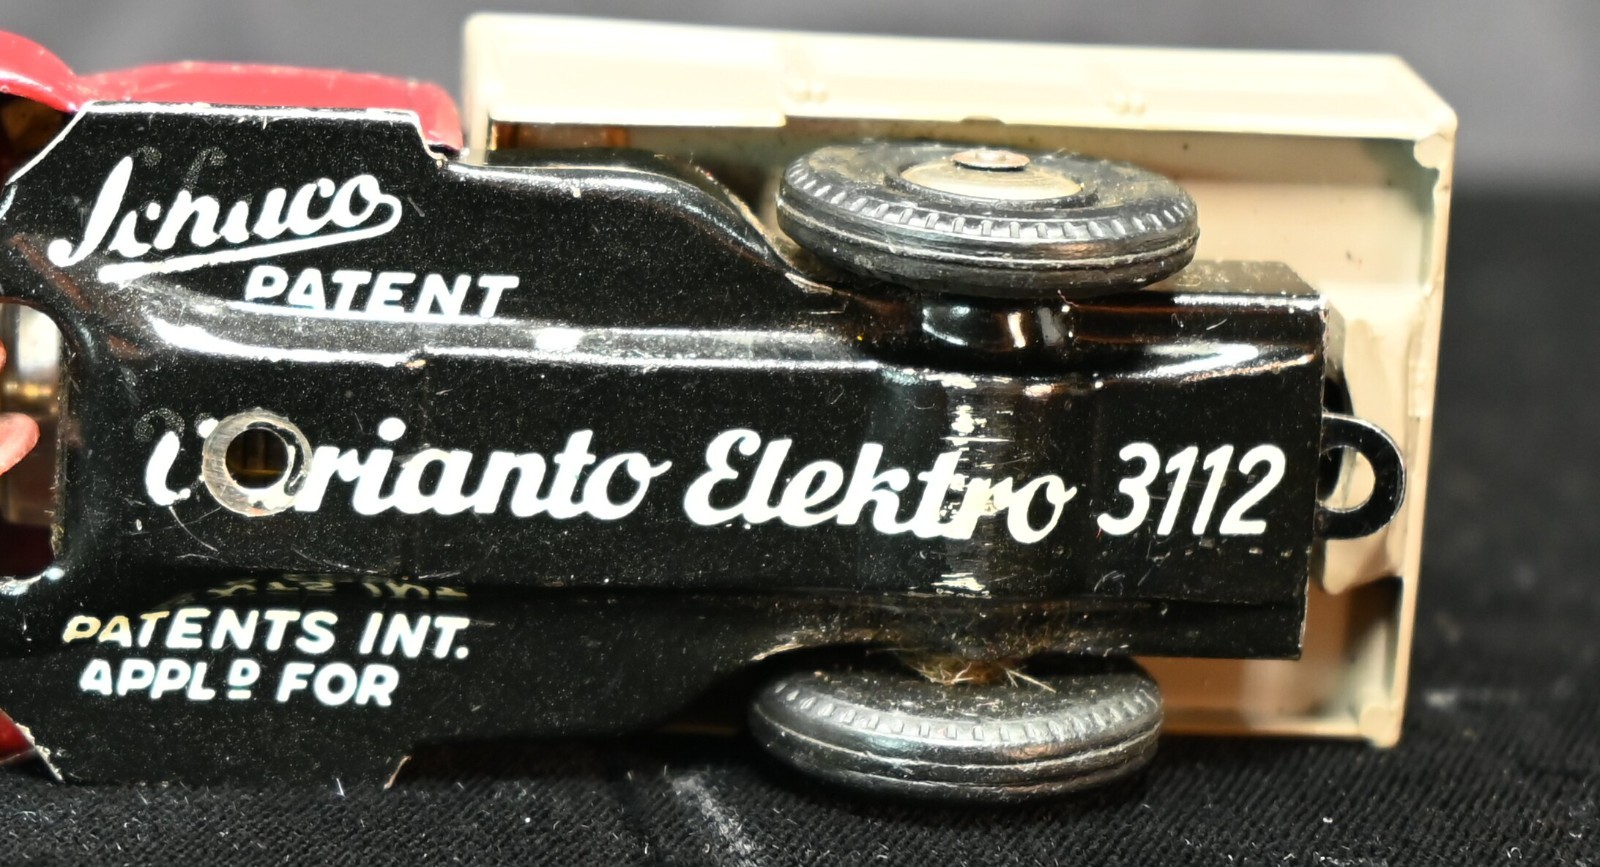 Schuco
PATENT
Varianto Elektro 3112
PATENTS INT.
APPLD FOR